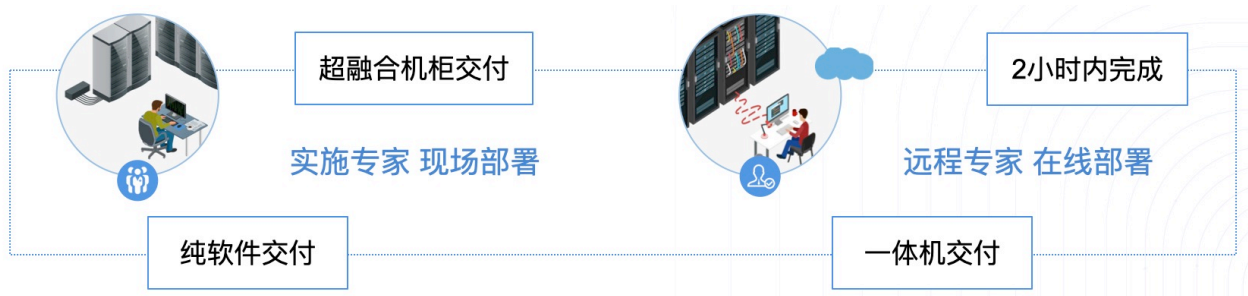 超融合机柜交付
2小时内完成
实施专家 现场部署
远程专家 在线部署
纯软件交付
一体机交付